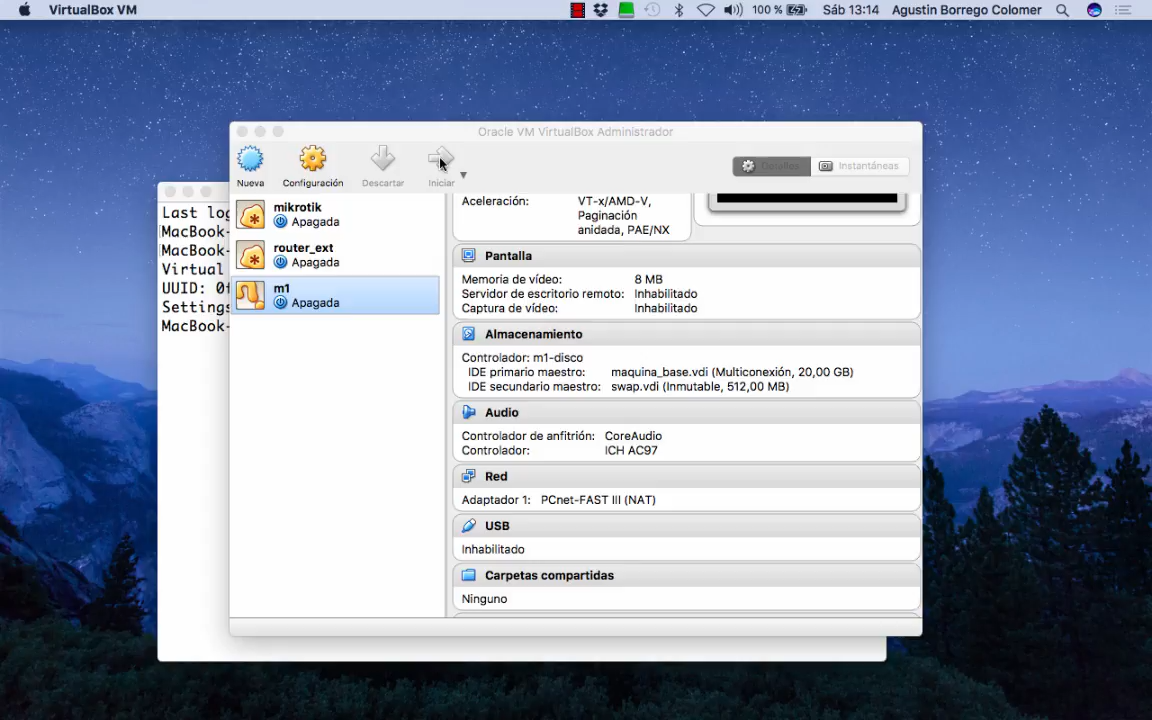 VirtualBox VM
100 %
Sáb 13:14
Agustin Borrego Colomer
Oracle VM VirtualBox Administrador
Nueva
Configuración
Descartar
Iniciar
Detalles
Instantáneas
Last log
MacBook-
MacBook-
Virtual
UUID: 0f
Settings
MacBook-
mikrotik
Apagada
router_ext
Apagada
m1
Apagada
Aceleración: VT-x/AMD-V,
Paginación
anidada, PAE/NX
Pantalla
Memoria de vídeo: 8 MB
Servidor de escritorio remoto: Inhabilitado
Captura de vídeo: Inhabilitado
Almacenamiento
Controlador: m1-disco
IDE primario maestro: maquina_base.vdi (Multiconexión, 20,00 GB)
IDE secundario maestro: swap.vdi (Inmutable, 512,00 MB)
Audio
Controlador de anfitrión: CoreAudio
Controlador: ICH AC97
Red
Adaptador 1: PCnet-FAST III (NAT)
USB
Inhabilitado
Carpetas compartidas
Ninguno